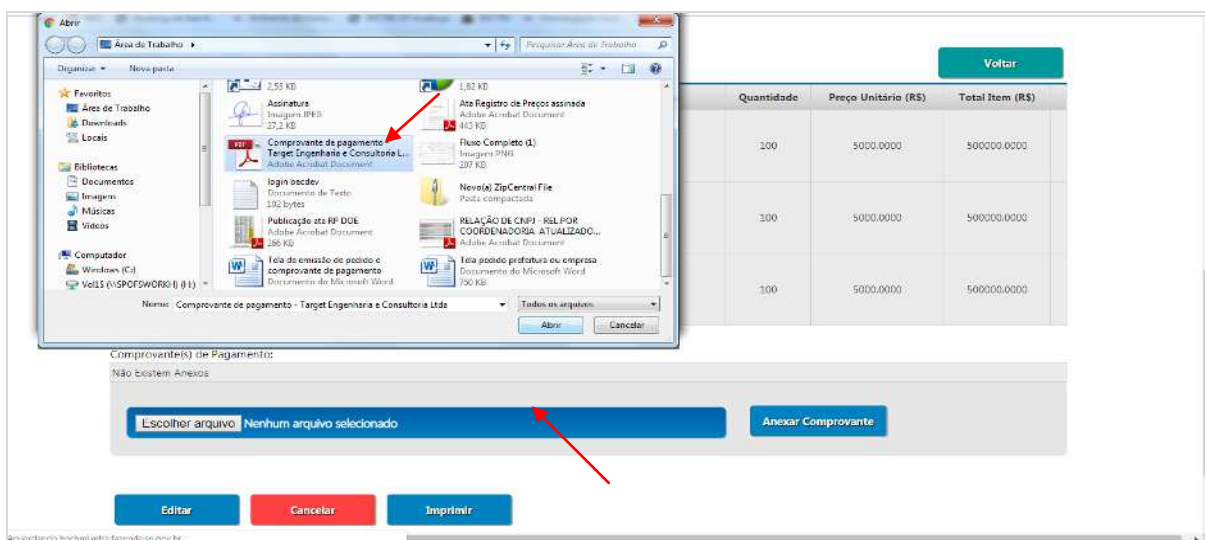 Abrir
Área de Trabalho
Pesquisar Área de Trabalho
Organizar
Nova pasta
Favoritos
Área de Trabalho
Downloads
Locais
Bibliotecas
Documentos
Imagens
Músicas
Vídeos
Computador
Windows (C:)
Vol15 (\\SPOFSWORKH) (H:)
2,55 KB
Assinatura
Imagem JPEG
27,2 KB
Comprovante de pagamento -
Target Engenharia e Consultoria L...
Adobe Acrobat Document
login becdev
Documento de Texto
102 bytes
Publicação ata RP DOE
Adobe Acrobat Document
266 KB
Tela de emissão de pedido e
comprovante de pagamento
Documento do Microsoft Word
1,82 KB
Ata Registro de Preços assinada
Adobe Acrobat Document
443 KB
Fluxo Completo (1)
Imagem PNG
207 KB
Novo(a) ZipCentral File
Pasta compactada
RELAÇÃO DE CNPJ - REL POR
COORDENADORIA ATUALIZADO...
Adobe Acrobat Document
Tela pedido prefeitura ou empresa
Documento do Microsoft Word
750 KB
Nome: Comprovante de pagamento - Target Engenharia e Consultoria Ltda
Todos os arquivos
Abrir
Cancelar
Voltar
Quantidade Preço Unitário (R$) Total Item (R$)
100 5000.0000 500000.0000
100 5000.0000 500000.0000
100 5000.0000 500000.0000
Comprovante(s) de Pagamento:
Não Existem Anexos
Escolher arquivo Nenhum arquivo selecionado
Anexar Comprovante
Editar
Cancelar
Imprimir